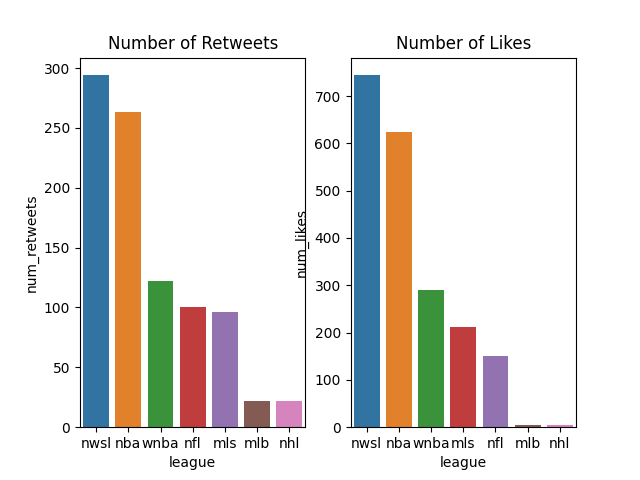 Number of Retweets
num_retweets
300
250
200
150
100
50
0
nwsl nba wnba nfl mls mlb nhl
league
Number of Likes
num_likes
700
600
500
400
300
200
100
0
nwsl nba wnba mls nfl mlb nhl
league